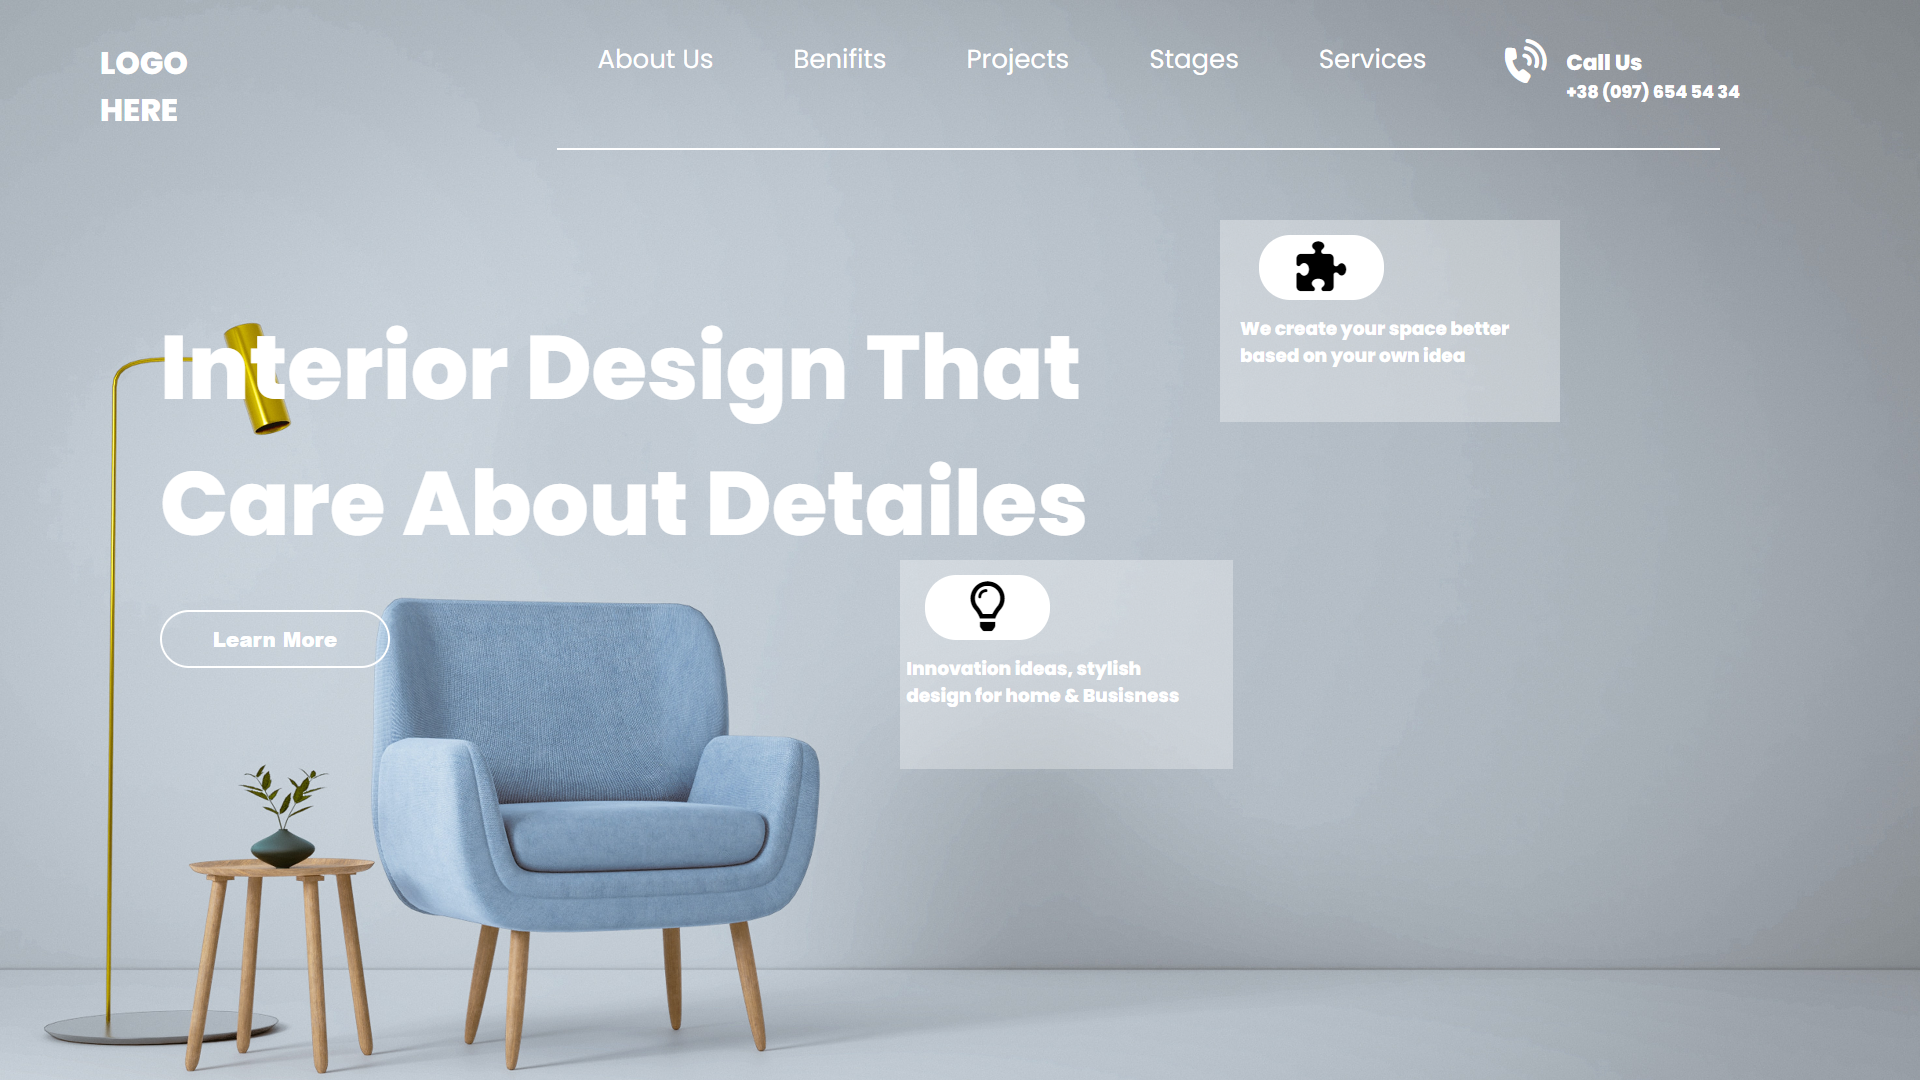 LOGO
HERE
About Us
Benifits
Projects
Stages
Services
Call Us
+38 (097) 654 54 34
We create your space better
based on your own idea
Interior Design That
Care About Detailes
Learn More
Innovation ideas, stylish
design for home & Busisness